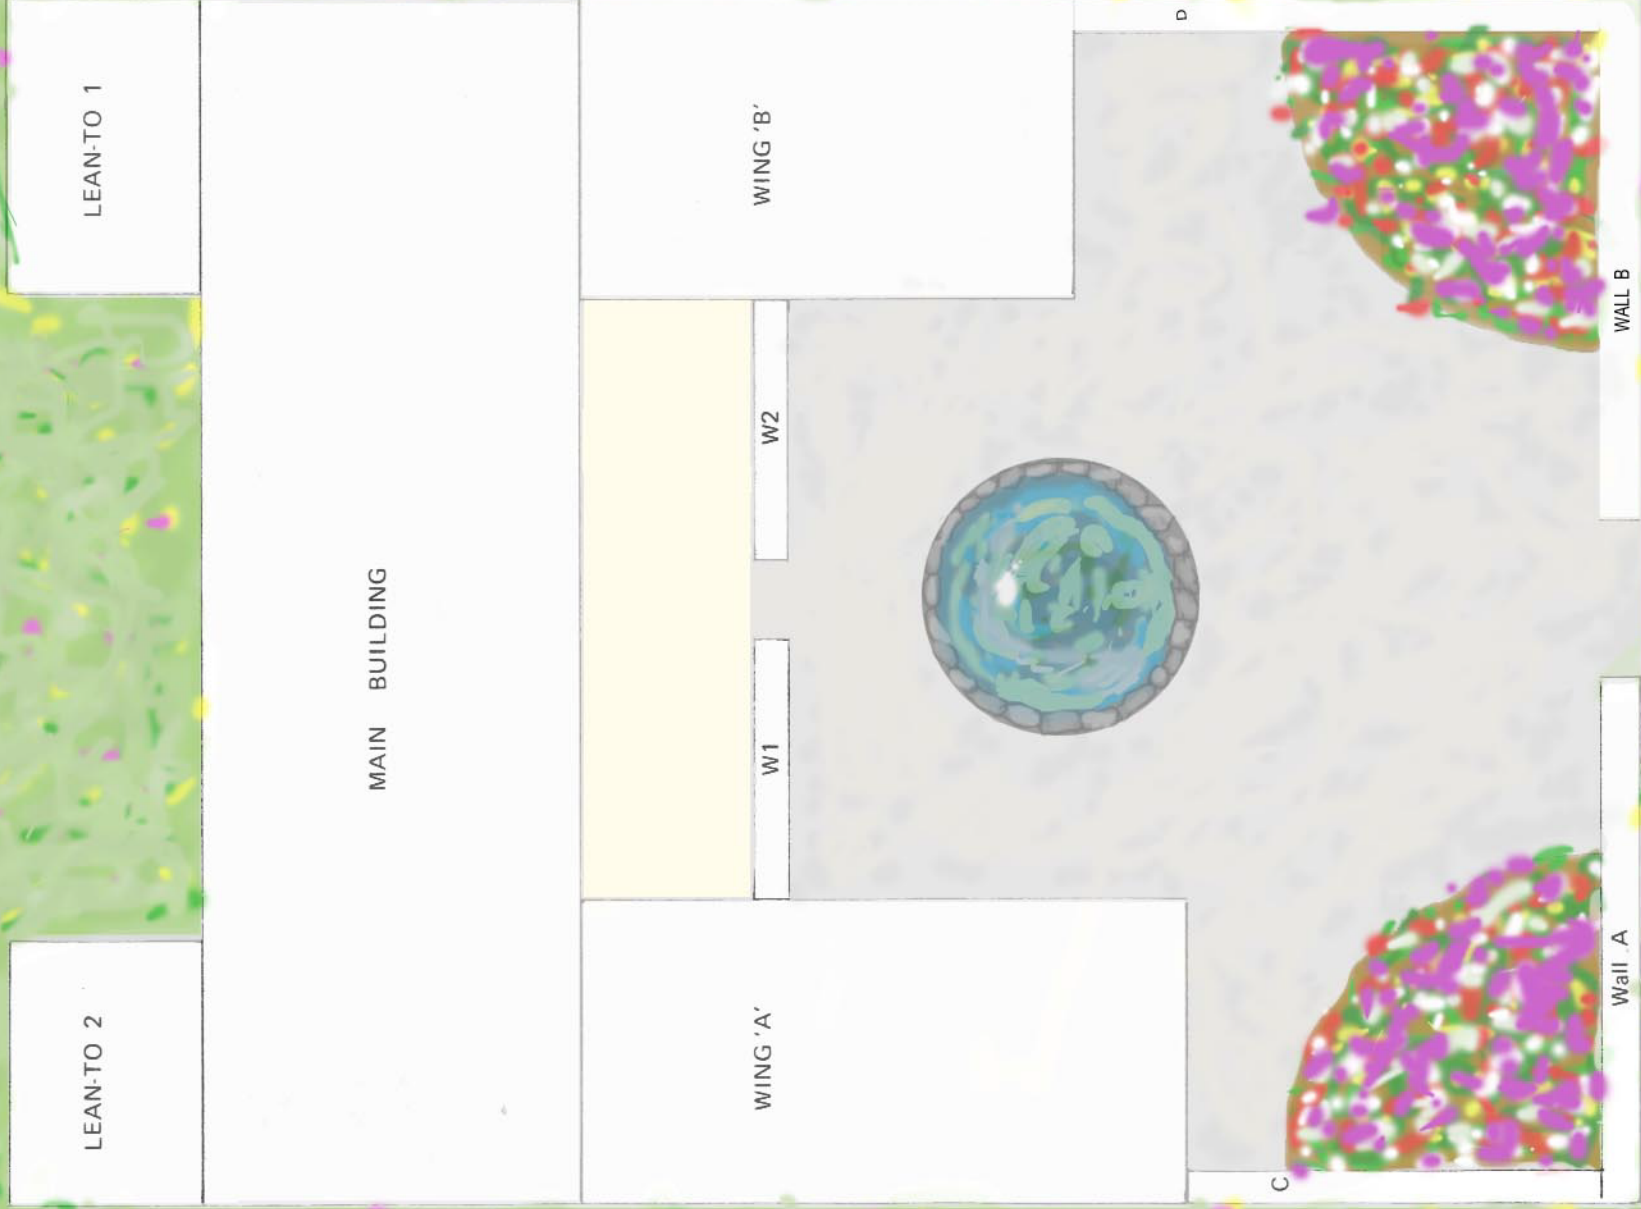 LEAN-TO 1
LEAN-TO 2
MAIN BUILDING
WING 'B'
WING 'A'
W2
W1
D
C
WALL B
Wall A